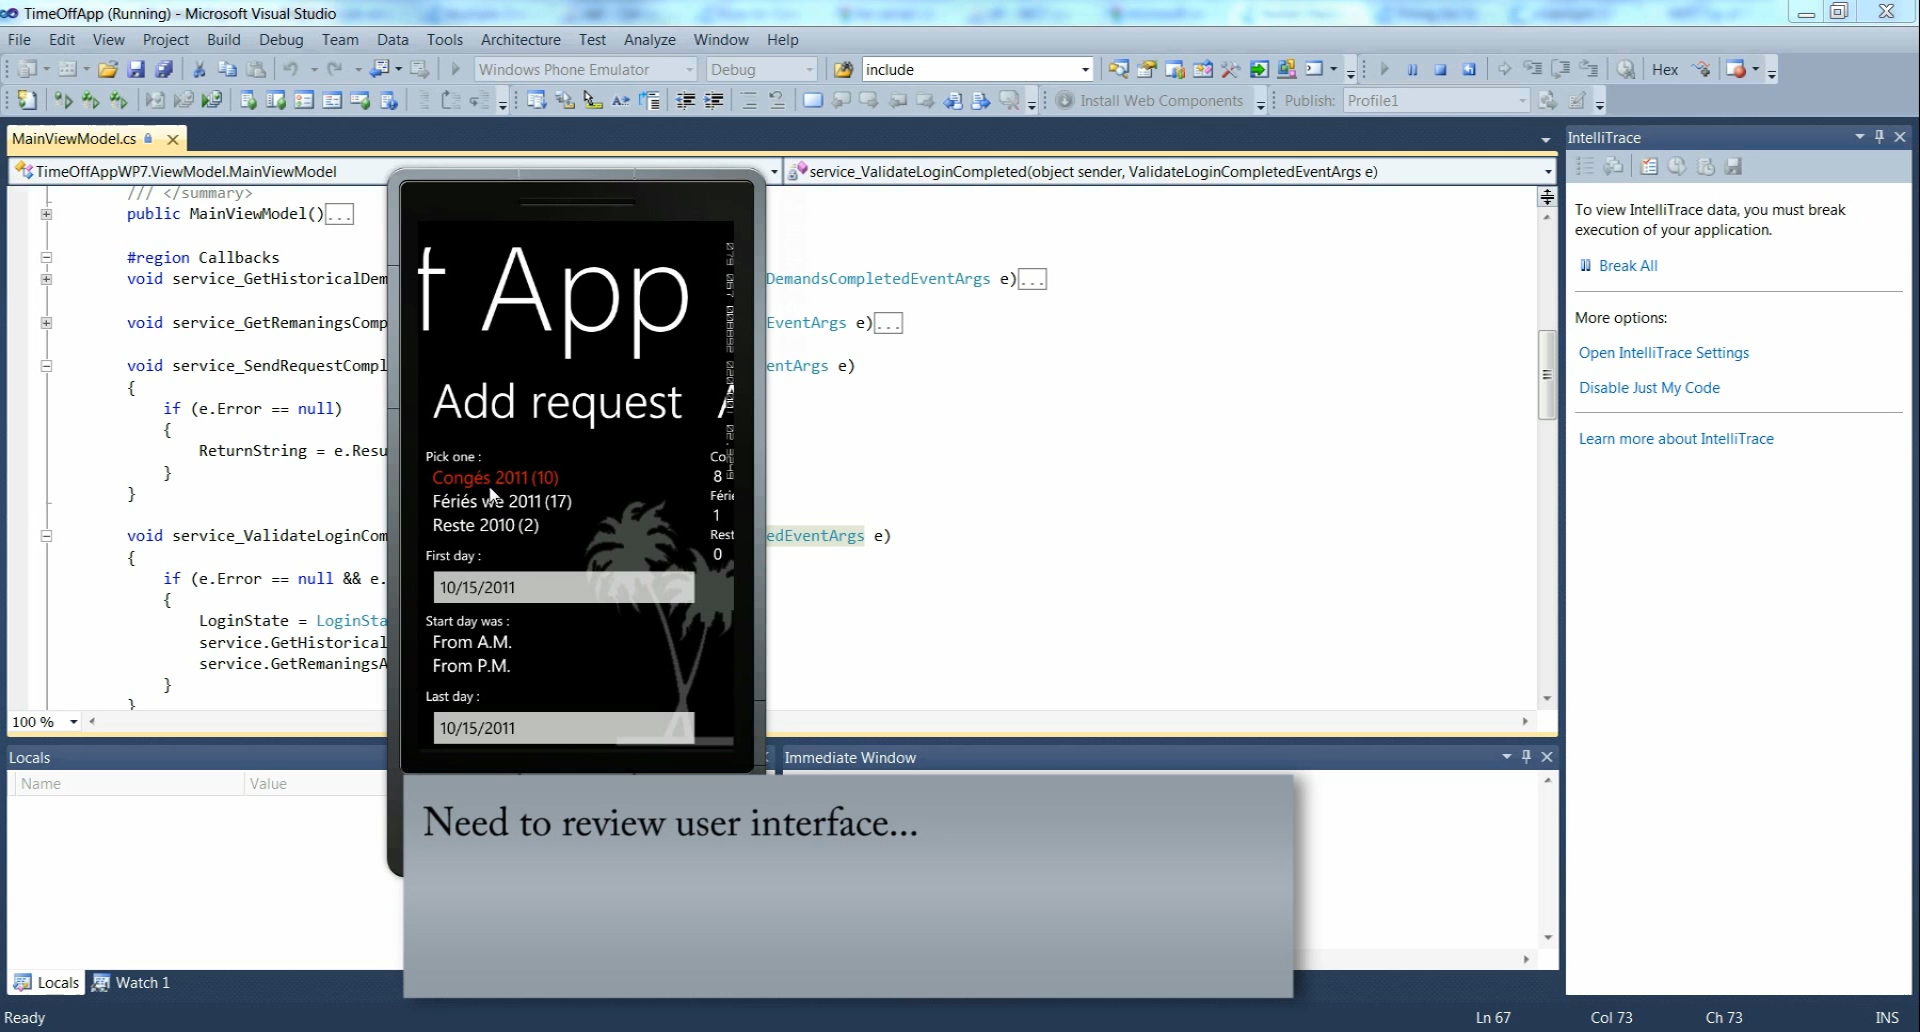 TimeOffApp (Running) - Microsoft Visual Studio
File Edit View Project Build Debug Team Data Tools Architecture Test Analyze Window Help
Windows Phone Emulator Debug include Hex
Install Web Components Publish: Profile1
MainViewModel.cs
TimeOffAppWP7.ViewModel.MainViewModel
service_ValidateLoginCompleted(object sender, ValidateLoginCompletedEventArgs e)
/// </summary>
public MainViewModel()...
#region Callbacks
void service_GetHistoricalDem
DemandsCompletedEventArgs e)...
void service_GetRemaningsComp
EventArgs e)...
void service_SendRequestCompl
entArgs e)
{
if (e.Error == null)
{
ReturnString = e.Resu
}
}
void service_ValidateLoginCom
edEventArgs e)
{
if (e.Error == null && e.
{
LoginState = LoginSta
service.GetHistorical
service.GetRemaningsA
}
}
100 %
f App
Add request
Pick one :
Congés 2011 (10)
Fériés we 2011 (17)
Reste 2010 (2)
First day :
10/15/2011
Start day was :
From A.M.
From P.M.
Last day :
10/15/2011
Co
8
Férie
1
Rest
0
IntelliTrace
To view IntelliTrace data, you must break
execution of your application.
Break All
More options:
Open IntelliTrace Settings
Disable Just My Code
Learn more about IntelliTrace
Locals
Name Value
Immediate Window
Need to review user interface...
Locals Watch 1
Ready Ln 67 Col 73 Ch 73 INS